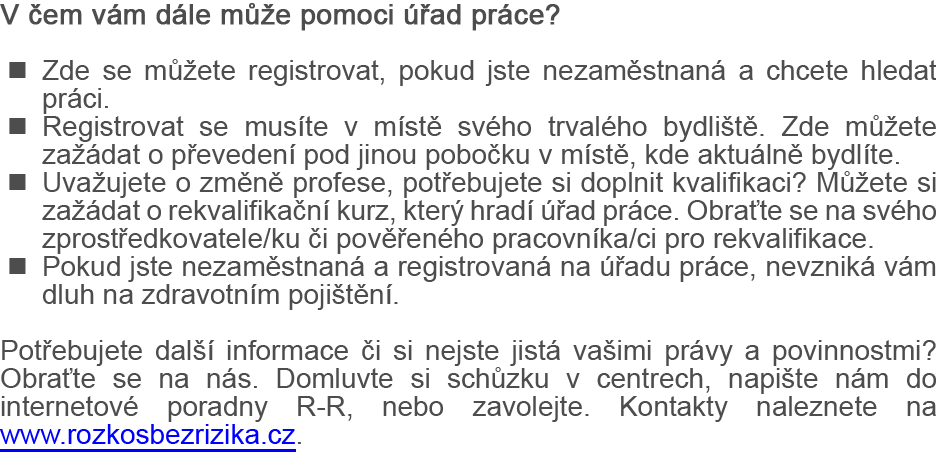 V čem vám dále může pomoci úřad práce?
■ Zde se můžete registrovat, pokud jste nezaměstnaná a chcete hledat
práci.
■ Registrovat se musíte v místě svého trvalého bydliště. Zde můžete
zažádat o převedení pod jinou pobočku v místě, kde aktuálně bydlíte.
■ Uvažujete o změně profese, potřebujete si doplnit kvalifikaci? Můžete si
zažádat o rekvalifikační kurz, který hradí úřad práce. Obraťte se na svého
zprostředkovatele/ku či pověřeného pracovníka/ci pro rekvalifikace.
■ Pokud jste nezaměstnaná a registrovaná na úřadu práce, nevzniká vám
dluh na zdravotním pojištění.
Potřebujete další informace či si nejste jistá vašimi právy a povinnostmi?
Obraťte se na nás. Domluvte si schůzku v centrech, napište nám do
internetové poradny R-R, nebo zavolejte. Kontakty naleznete na
www.rozkosbezrizika.cz.